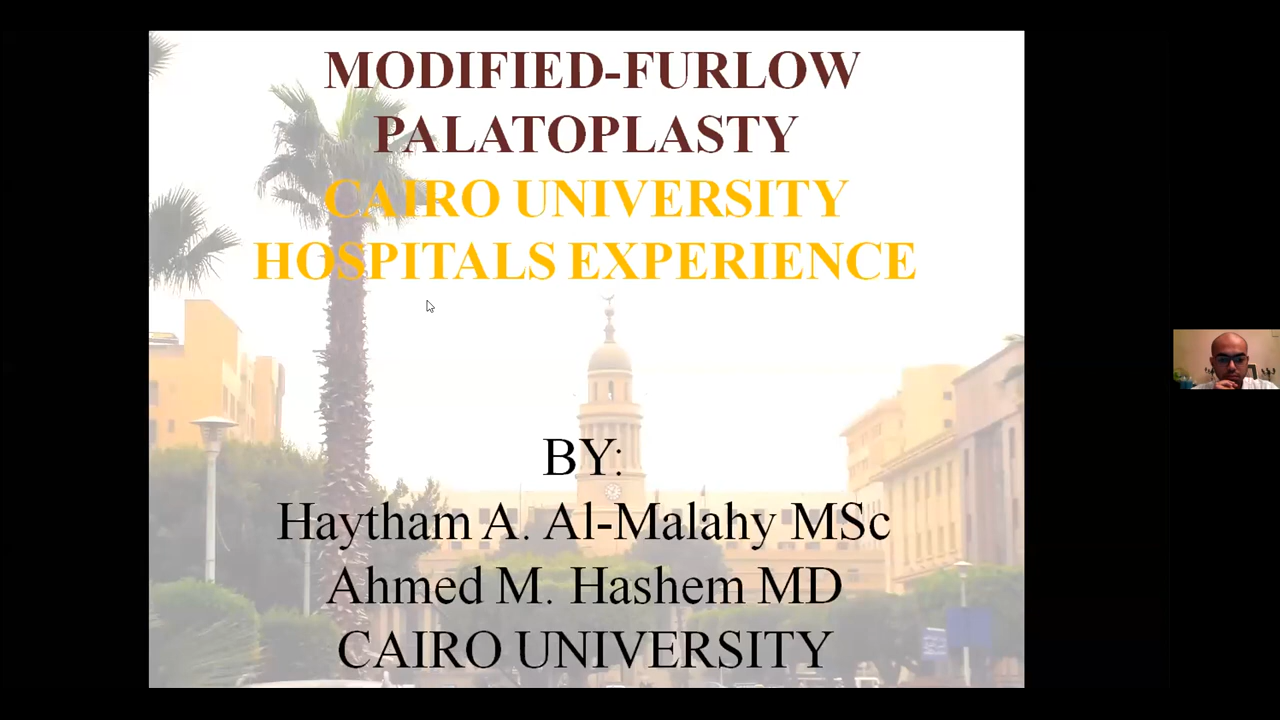 MODIFIED-FURLOW
PALATOPLASTY
CAIRO UNIVERSITY
HOSPITALS EXPERIENCE
BY:
Haytham A. Al-Malahy MSc
Ahmed M. Hashem MD
CAIRO UNIVERSITY